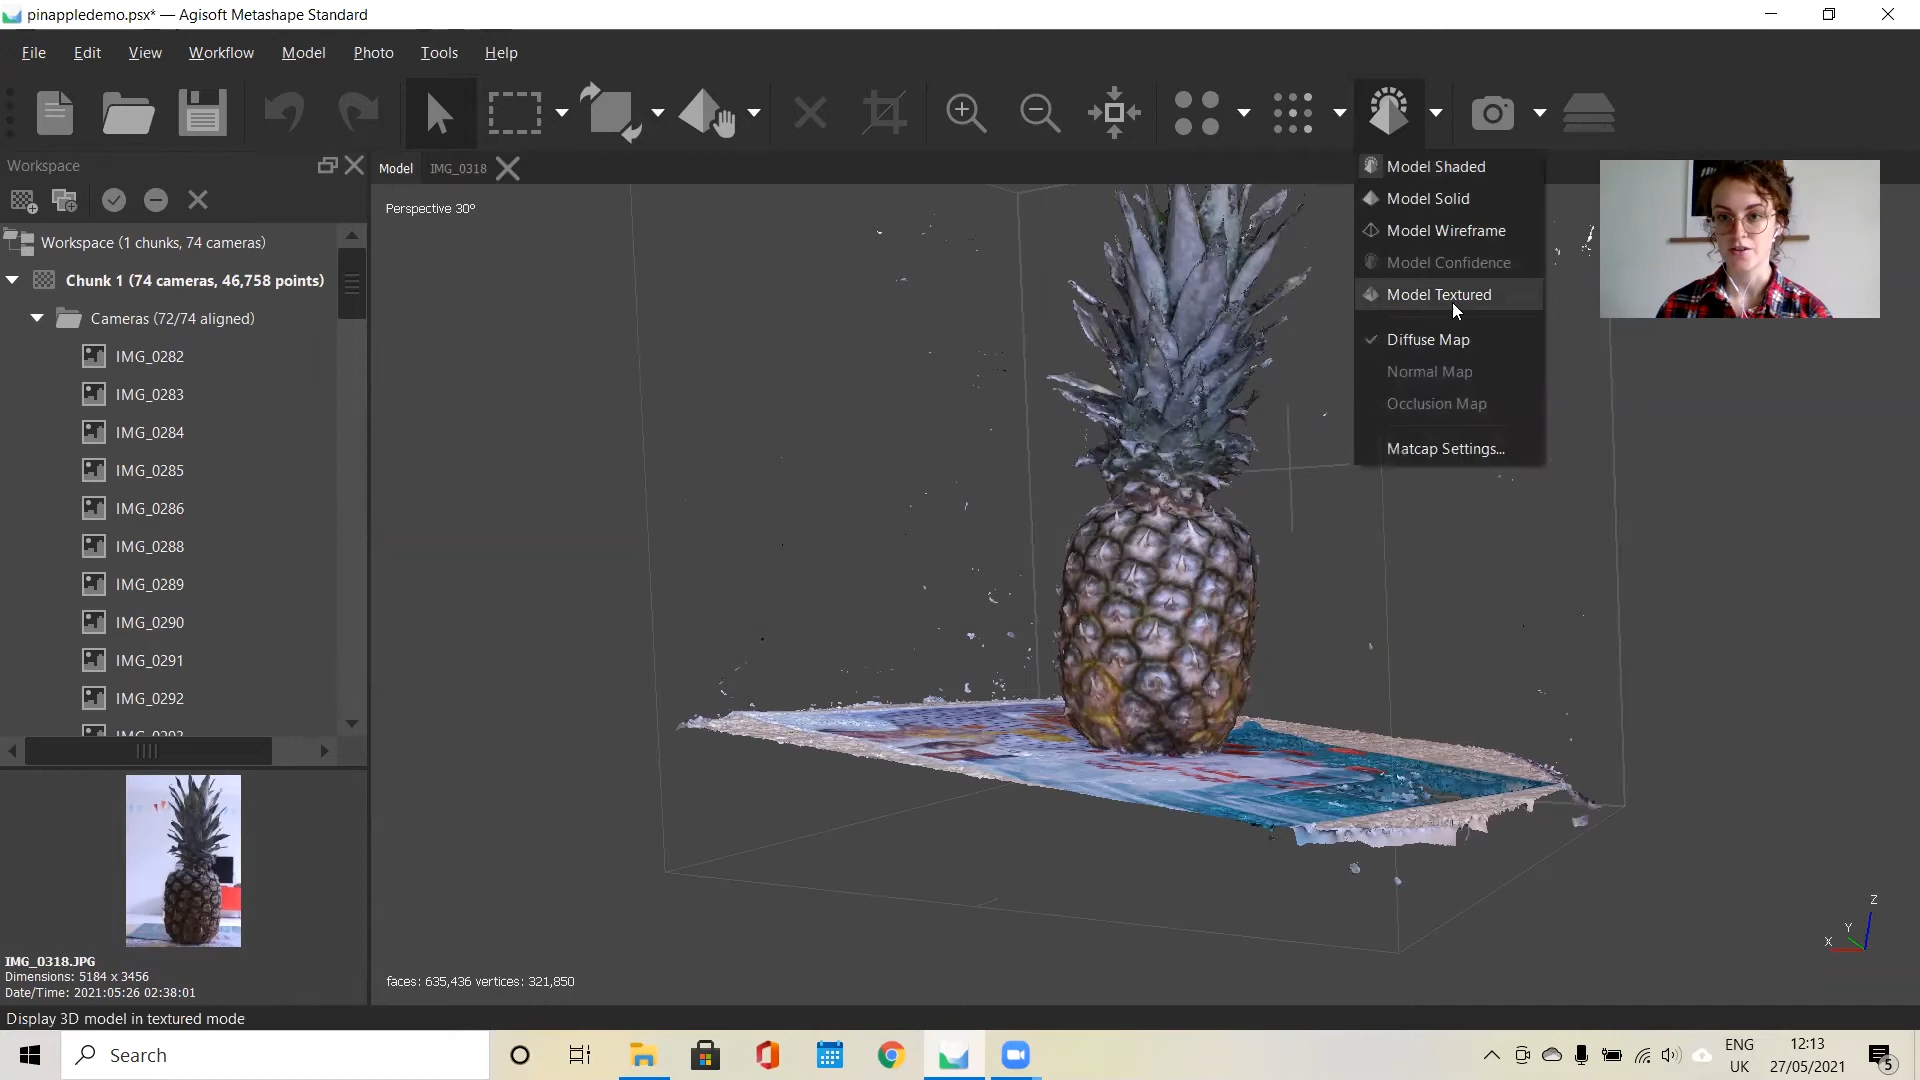 pinappledemo.psx* — Agisoft Metashape Standard
File Edit View Workflow Model Photo Tools Help
Workspace
Model IMG_0318
Perspective 30°
Workspace (1 chunks, 74 cameras)
Chunk 1 (74 cameras, 46,758 points)
Cameras (72/74 aligned)
IMG_0282
IMG_0283
IMG_0284
IMG_0285
IMG_0286
IMG_0288
IMG_0289
IMG_0290
IMG_0291
IMG_0292
IMG_0293
Model Shaded
Model Solid
Model Wireframe
Model Confidence
Model Textured
Diffuse Map
Normal Map
Occlusion Map
Matcap Settings...
Z
Y
X
IMG_0318.JPG
Dimensions: 5184 x 3456
Date/Time: 2021:05:26 02:38:01
faces: 635,436 vertices: 321,850
Display 3D model in textured mode
Search
ENG
UK
12:13
27/05/2021
5